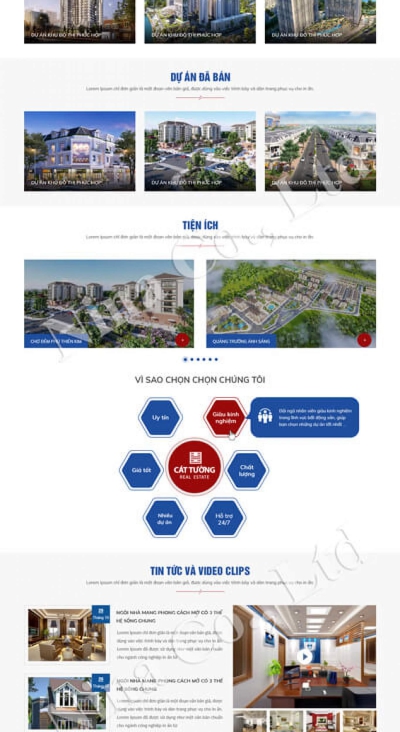 DỰ ÁN KHU ĐÔ THỊ PHỨC HỢP
DỰ ÁN KHU ĐÔ THỊ PHỨC HỢP
DỰ ÁN KHU ĐÔ THỊ PHỨC HỢP
DỰ ÁN ĐÃ BÁN
Lorem Ipsum chỉ đơn giản là một đoạn văn bản giả, được dùng vào việc trình bày và dàn trang phục vụ cho in ấn
DỰ ÁN KHU ĐÔ THỊ PHỨC HỢP
DỰ ÁN KHU ĐÔ THỊ PHỨC HỢP
DỰ ÁN KHU ĐÔ THỊ PHỨC HỢP
TIỆN ÍCH
Lorem Ipsum chỉ đơn giản là một đoạn văn bản giả, được dùng vào việc trình bày và dàn trang phục vụ cho in ấn
CHỢ ĐÊM PHÚ THIÊN KIM
QUẢNG TRƯỜNG ÁNH SÁNG
VÌ SAO CHỌN CHỌN CHÚNG TÔI
Uy tín
Giàu kinh
nghiệm
Đội ngũ nhân viên giàu kinh nghiệm
trong lĩnh vực bất động sản, giúp
bạn chọn những dự án tốt nhất ...
Giá tốt
CÁT TƯỜNG
REAL ESTATE
Chất
lượng
Nhiều
dự án
Hỗ trợ
24/7
TIN TỨC VÀ VIDEO CLIPS
Lorem Ipsum chỉ đơn giản là một đoạn văn bản giả, được dùng vào việc trình bày và dàn trang phục vụ cho in ấn
NGÔI NHÀ MANG PHONG CÁCH MỞ CÓ 3 THẾ
HỆ SỐNG CHUNG
Lorem Ipsum chỉ đơn giản là một đoạn văn bản giả, được
dùng vào việc trình bày và dàn trang phục vụ cho in ấn.
Lorem Ipsum đã được sử dụng như một văn bản chuẩn
cho ngành công nghiệp in ấn từ
NGÔI NHÀ MANG PHONG CÁCH MỞ CÓ 3 THẾ
HỆ SỐNG CHUNG
Lorem Ipsum chỉ đơn giản là một đoạn văn bản giả, được
dùng vào việc trình bày và dàn trang phục vụ cho in ấn.
Lorem Ipsum đã được sử dụng như một văn bản chuẩn
cho ngành công nghiệp in ấn từ